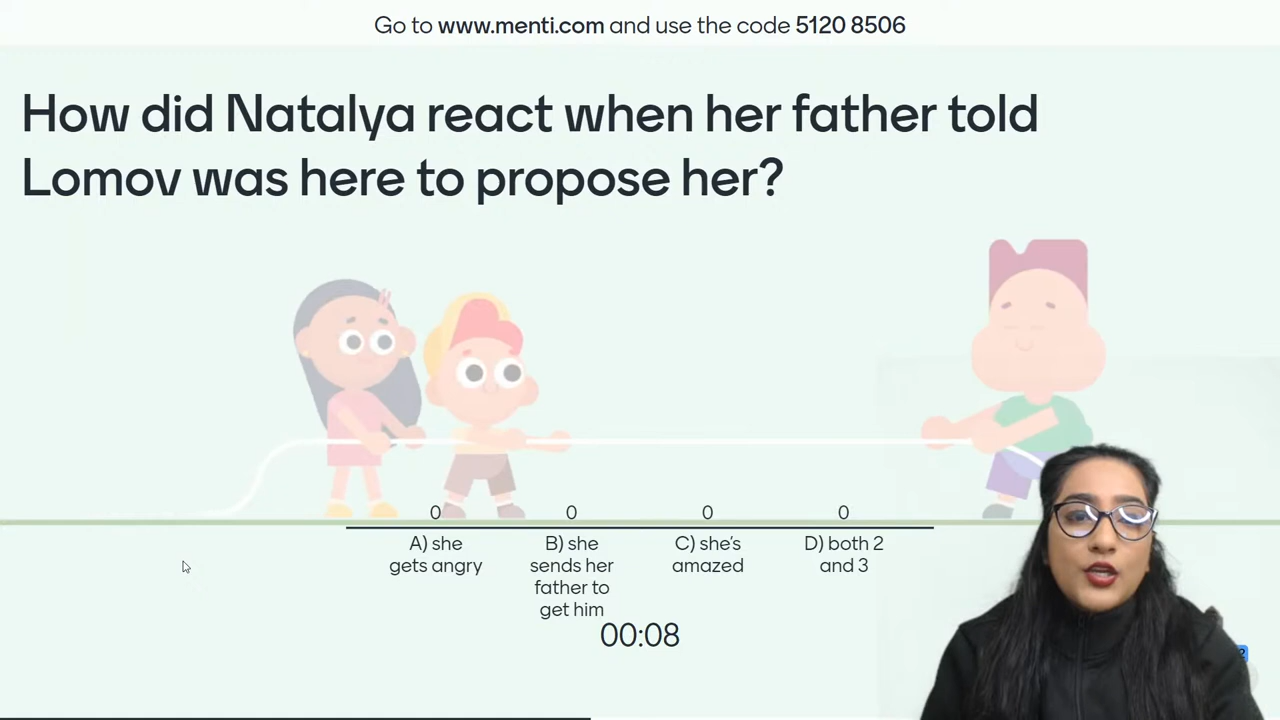 Go to www.menti.com and use the code 5120 8506
How did Natalya react when her father told
Lomov was here to propose her?
0 0 0 0
A) she
gets angry
B) she
sends her
father to
get him
C) she's
amazed
D) both 2
and 3
00:08
2